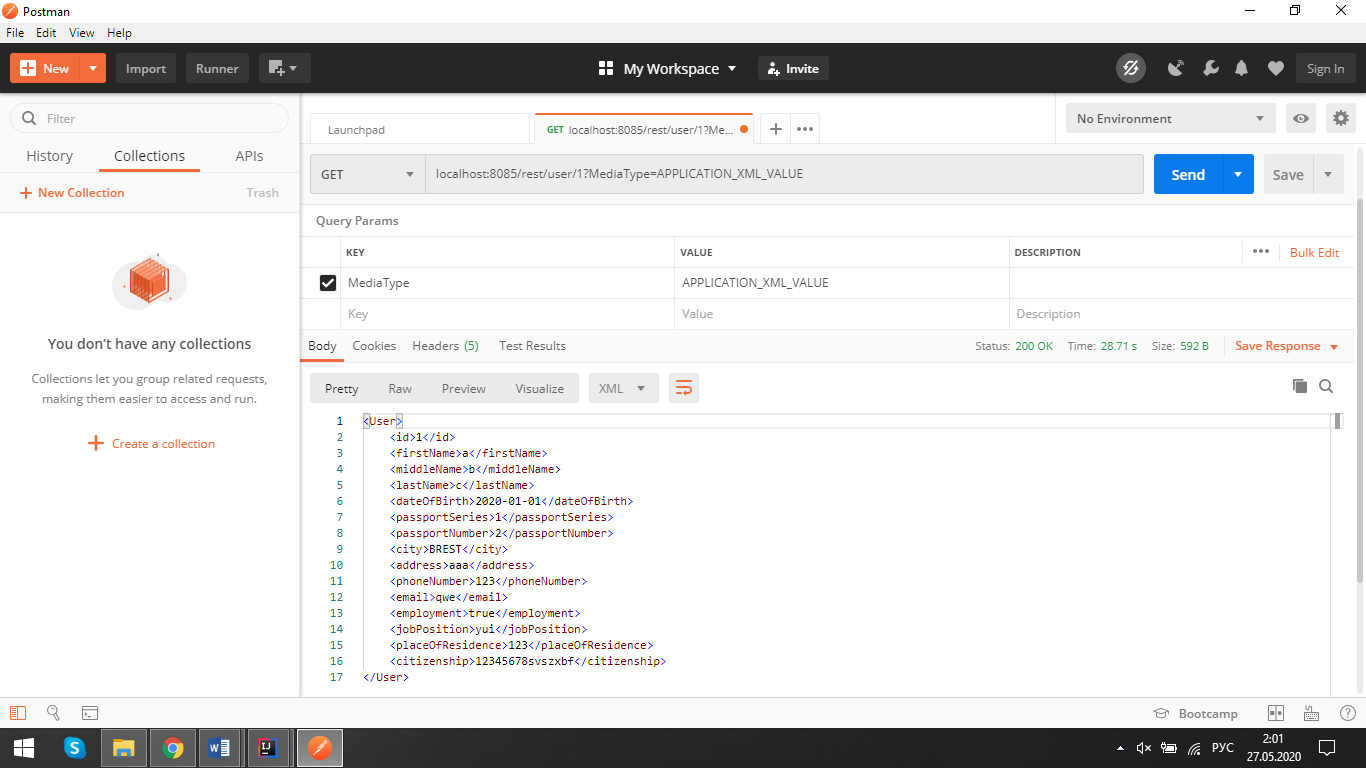 Postman
File Edit View Help
New Import Runner My Workspace Invite Sign In
Filter
History Collections APIs
New Collection Trash
You don't have any collections
Collections let you group related requests,
making them easier to access and run.
Create a collection
Launchpad GET localhost:8085/rest/user/1?Me... No Environment
GET localhost:8085/rest/user/1?MediaType=APPLICATION_XML_VALUE Send Save
Query Params
KEY VALUE DESCRIPTION Bulk Edit
MediaType APPLICATION_XML_VALUE
Key Value Description
Body Cookies Headers (5) Test Results Status: 200 OK Time: 28.71 s Size: 592 B Save Response
Pretty Raw Preview Visualize XML
1 <User>
2 <id>1</id>
3 <firstName>a</firstName>
4 <middleName>b</middleName>
5 <lastName>c</lastName>
6 <dateOfBirth>2020-01-01</dateOfBirth>
7 <passportSeries>1</passportSeries>
8 <passportNumber>2</passportNumber>
9 <city>BREST</city>
10 <address>aaa</address>
11 <phoneNumber>123</phoneNumber>
12 <email>qwe</email>
13 <employment>true</employment>
14 <jobPosition>yui</jobPosition>
15 <placeOfResidence>123</placeOfResidence>
16 <citizenship>12345678svszxbf</citizenship>
17 </User>
Bootcamp
РУС 2:01
27.05.2020